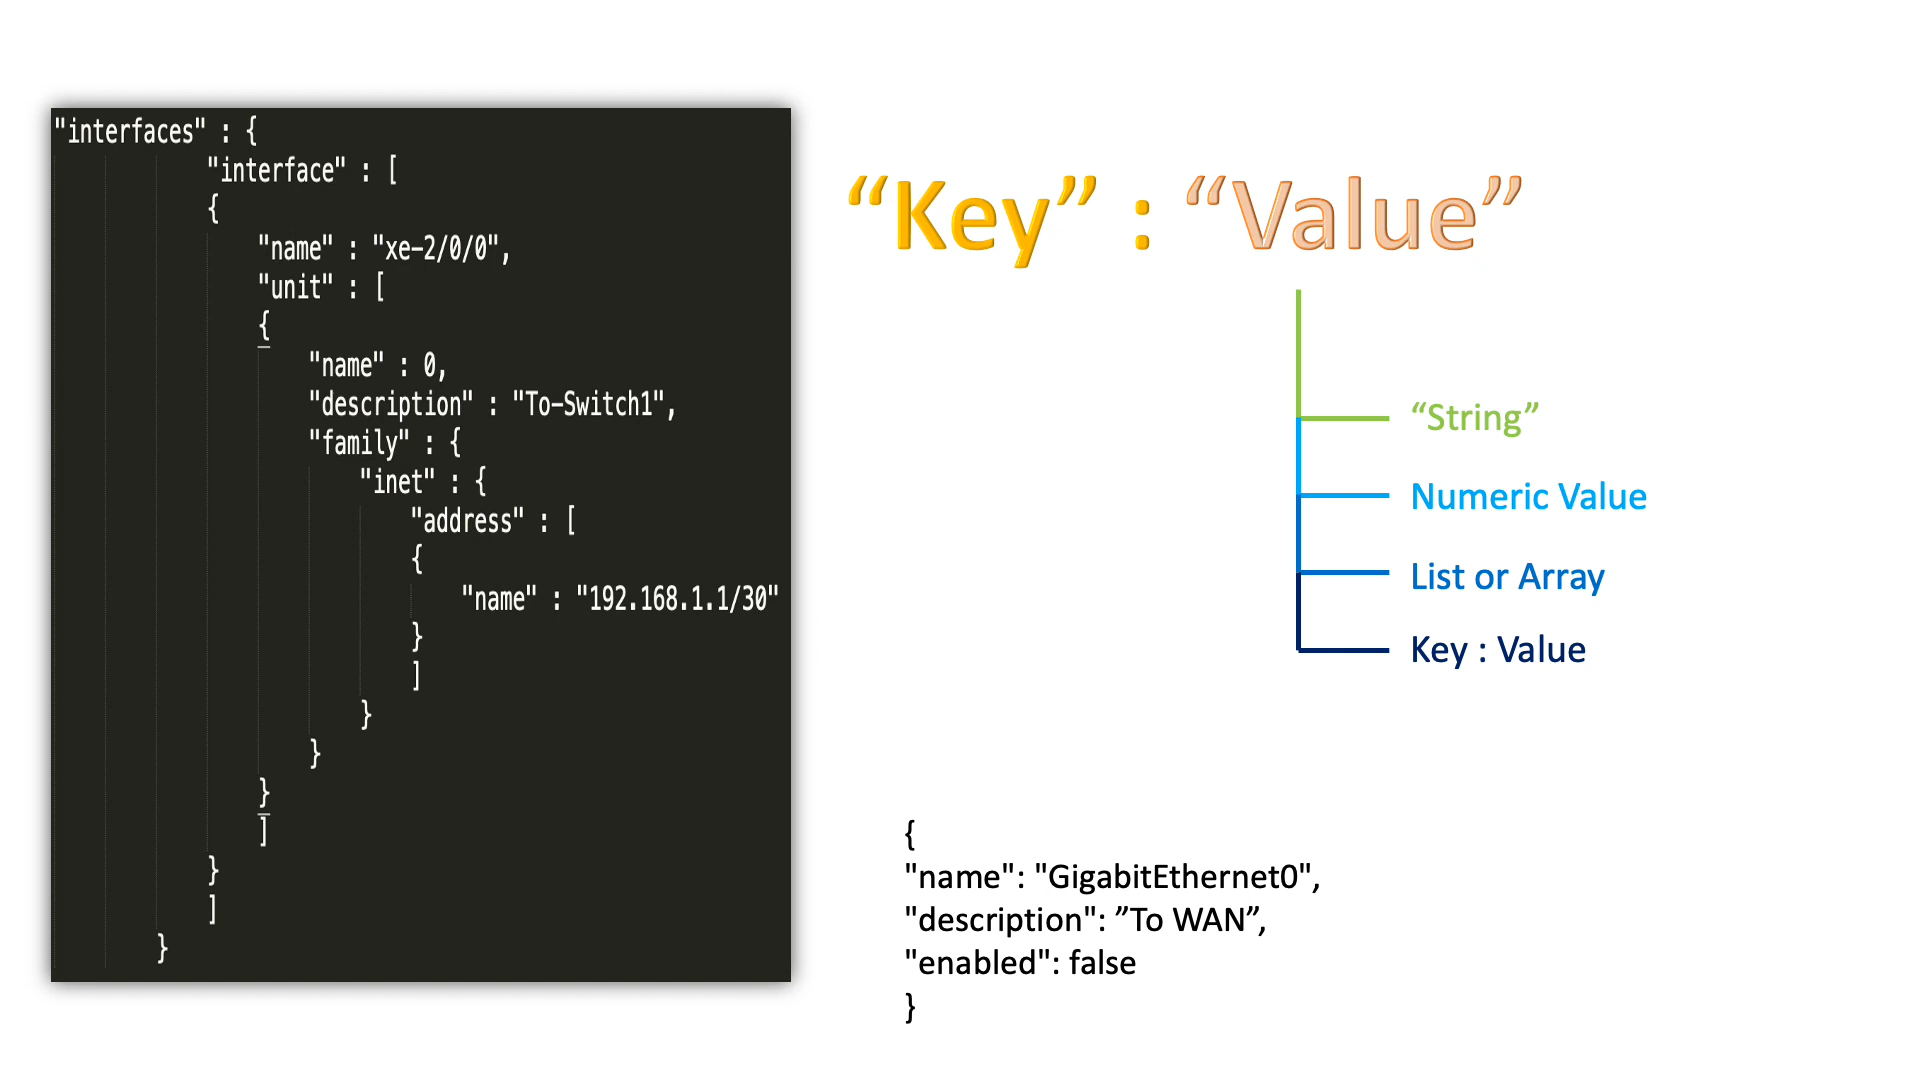 "interfaces" : {
"interface" : [
{
"name" : "xe-2/0/0",
"unit" : [
{
"name" : 0,
"description" : "To-Switch1",
"family" : {
"inet" : {
"address" : [
{
"name" : "192.168.1.1/30"
}
]
}
}
}
]
}
]
}
“Key” : “Value”
“String”
Numeric Value
List or Array
Key : Value
{
"name": "GigabitEthernet0",
"description": ”To WAN”,
"enabled": false
}